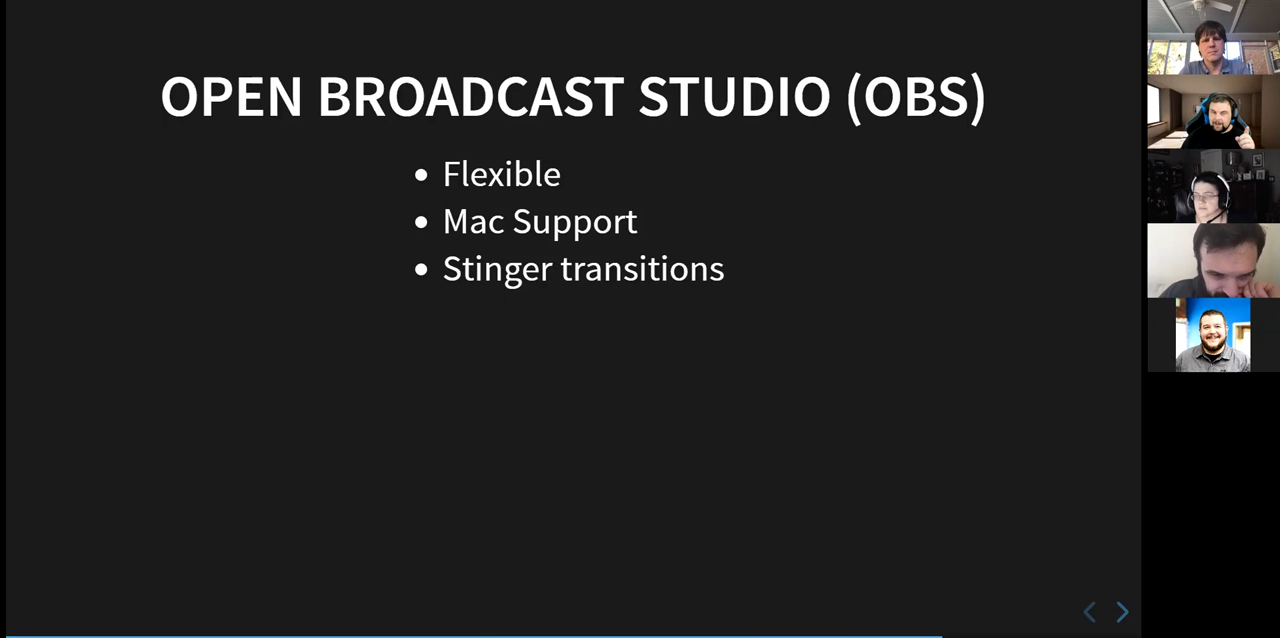 OPEN BROADCAST STUDIO (OBS)
Flexible
Mac Support
Stinger transitions